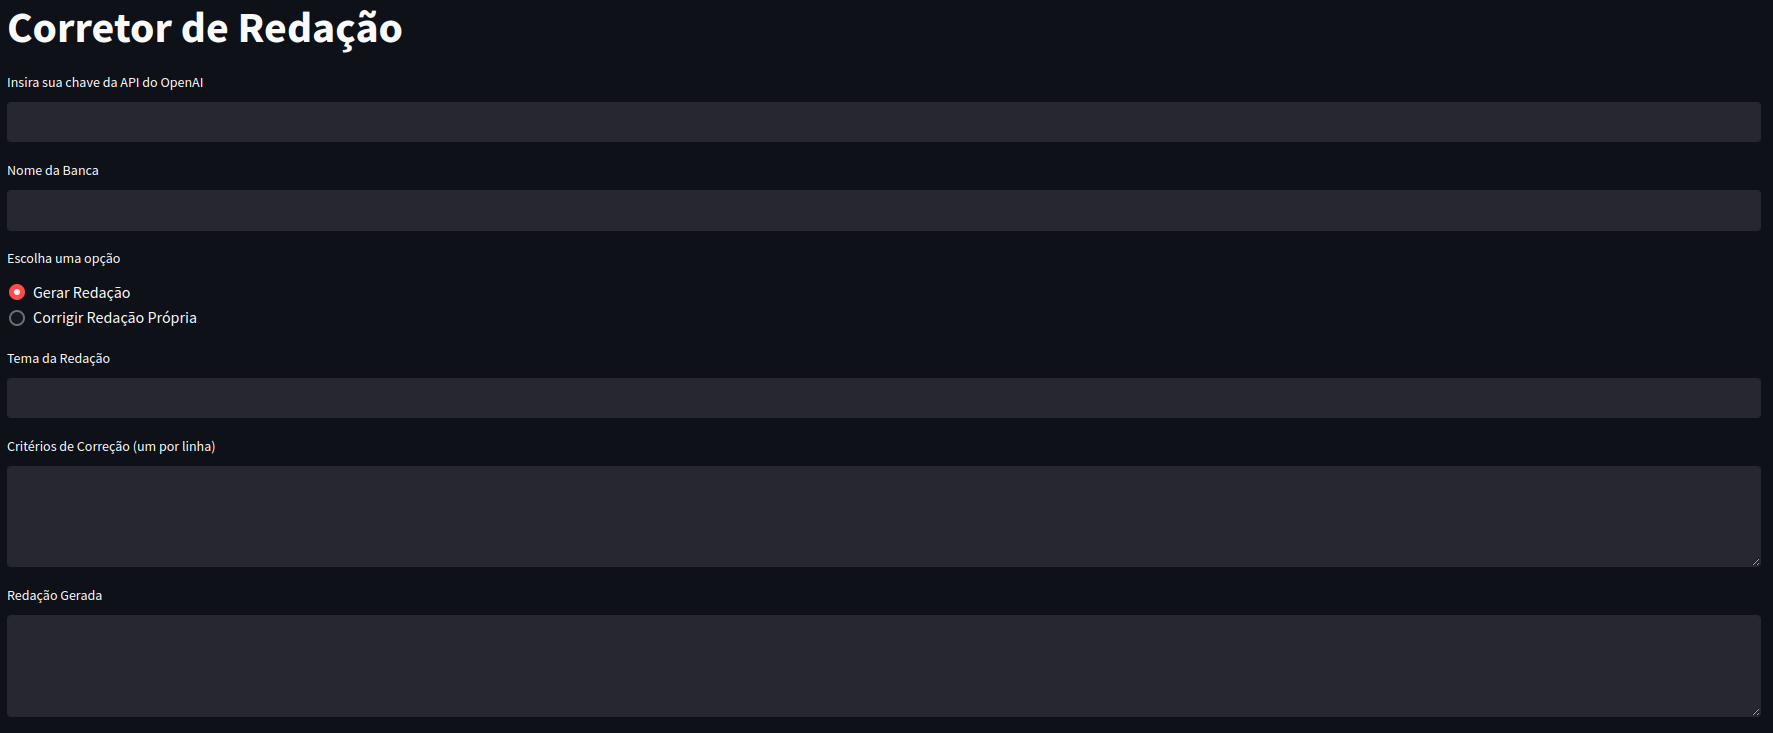 Corretor de Redação
Insira sua chave da API do OpenAI
Nome da Banca
Escolha uma opção
Gerar Redação
Corrigir Redação Própria
Tema da Redação
Critérios de Correção (um por linha)
Redação Gerada